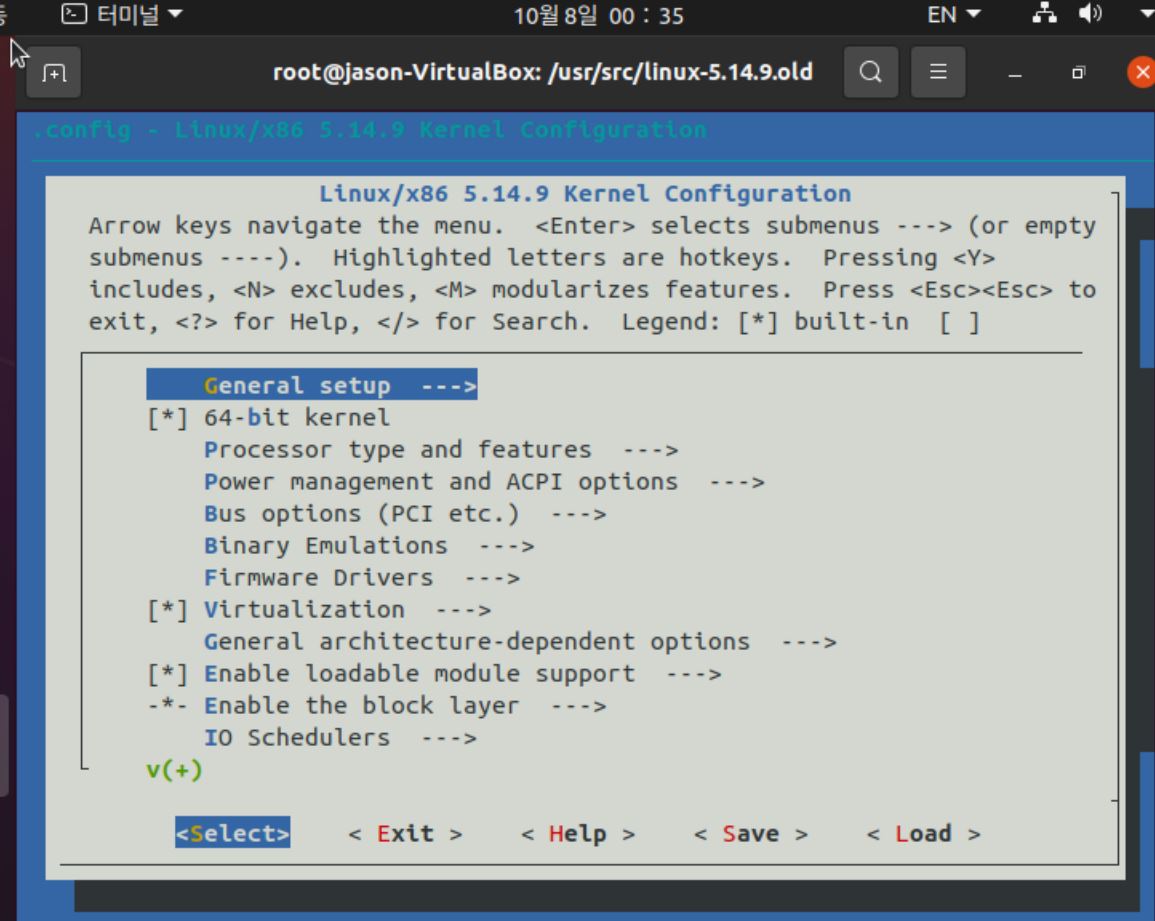 터미널
10월 8일 00 : 35
EN
root@jason-VirtualBox: /usr/src/linux-5.14.9.old
.config - Linux/x86 5.14.9 Kernel Configuration
Linux/x86 5.14.9 Kernel Configuration
Arrow keys navigate the menu.  <Enter> selects submenus ---> (or empty
submenus ----).  Highlighted letters are hotkeys.  Pressing <Y>
includes, <N> excludes, <M> modularizes features.  Press <Esc><Esc> to
exit, <?> for Help, </> for Search.  Legend: [*] built-in  [ ]
General setup  --->
[*] 64-bit kernel
Processor type and features  --->
Power management and ACPI options  --->
Bus options (PCI etc.)  --->
Binary Emulations  --->
Firmware Drivers  --->
[*] Virtualization  --->
General architecture-dependent options  --->
[*] Enable loadable module support  --->
-*- Enable the block layer  --->
IO Schedulers  --->
v(+)
<Select>    < Exit >    < Help >    < Save >    < Load >